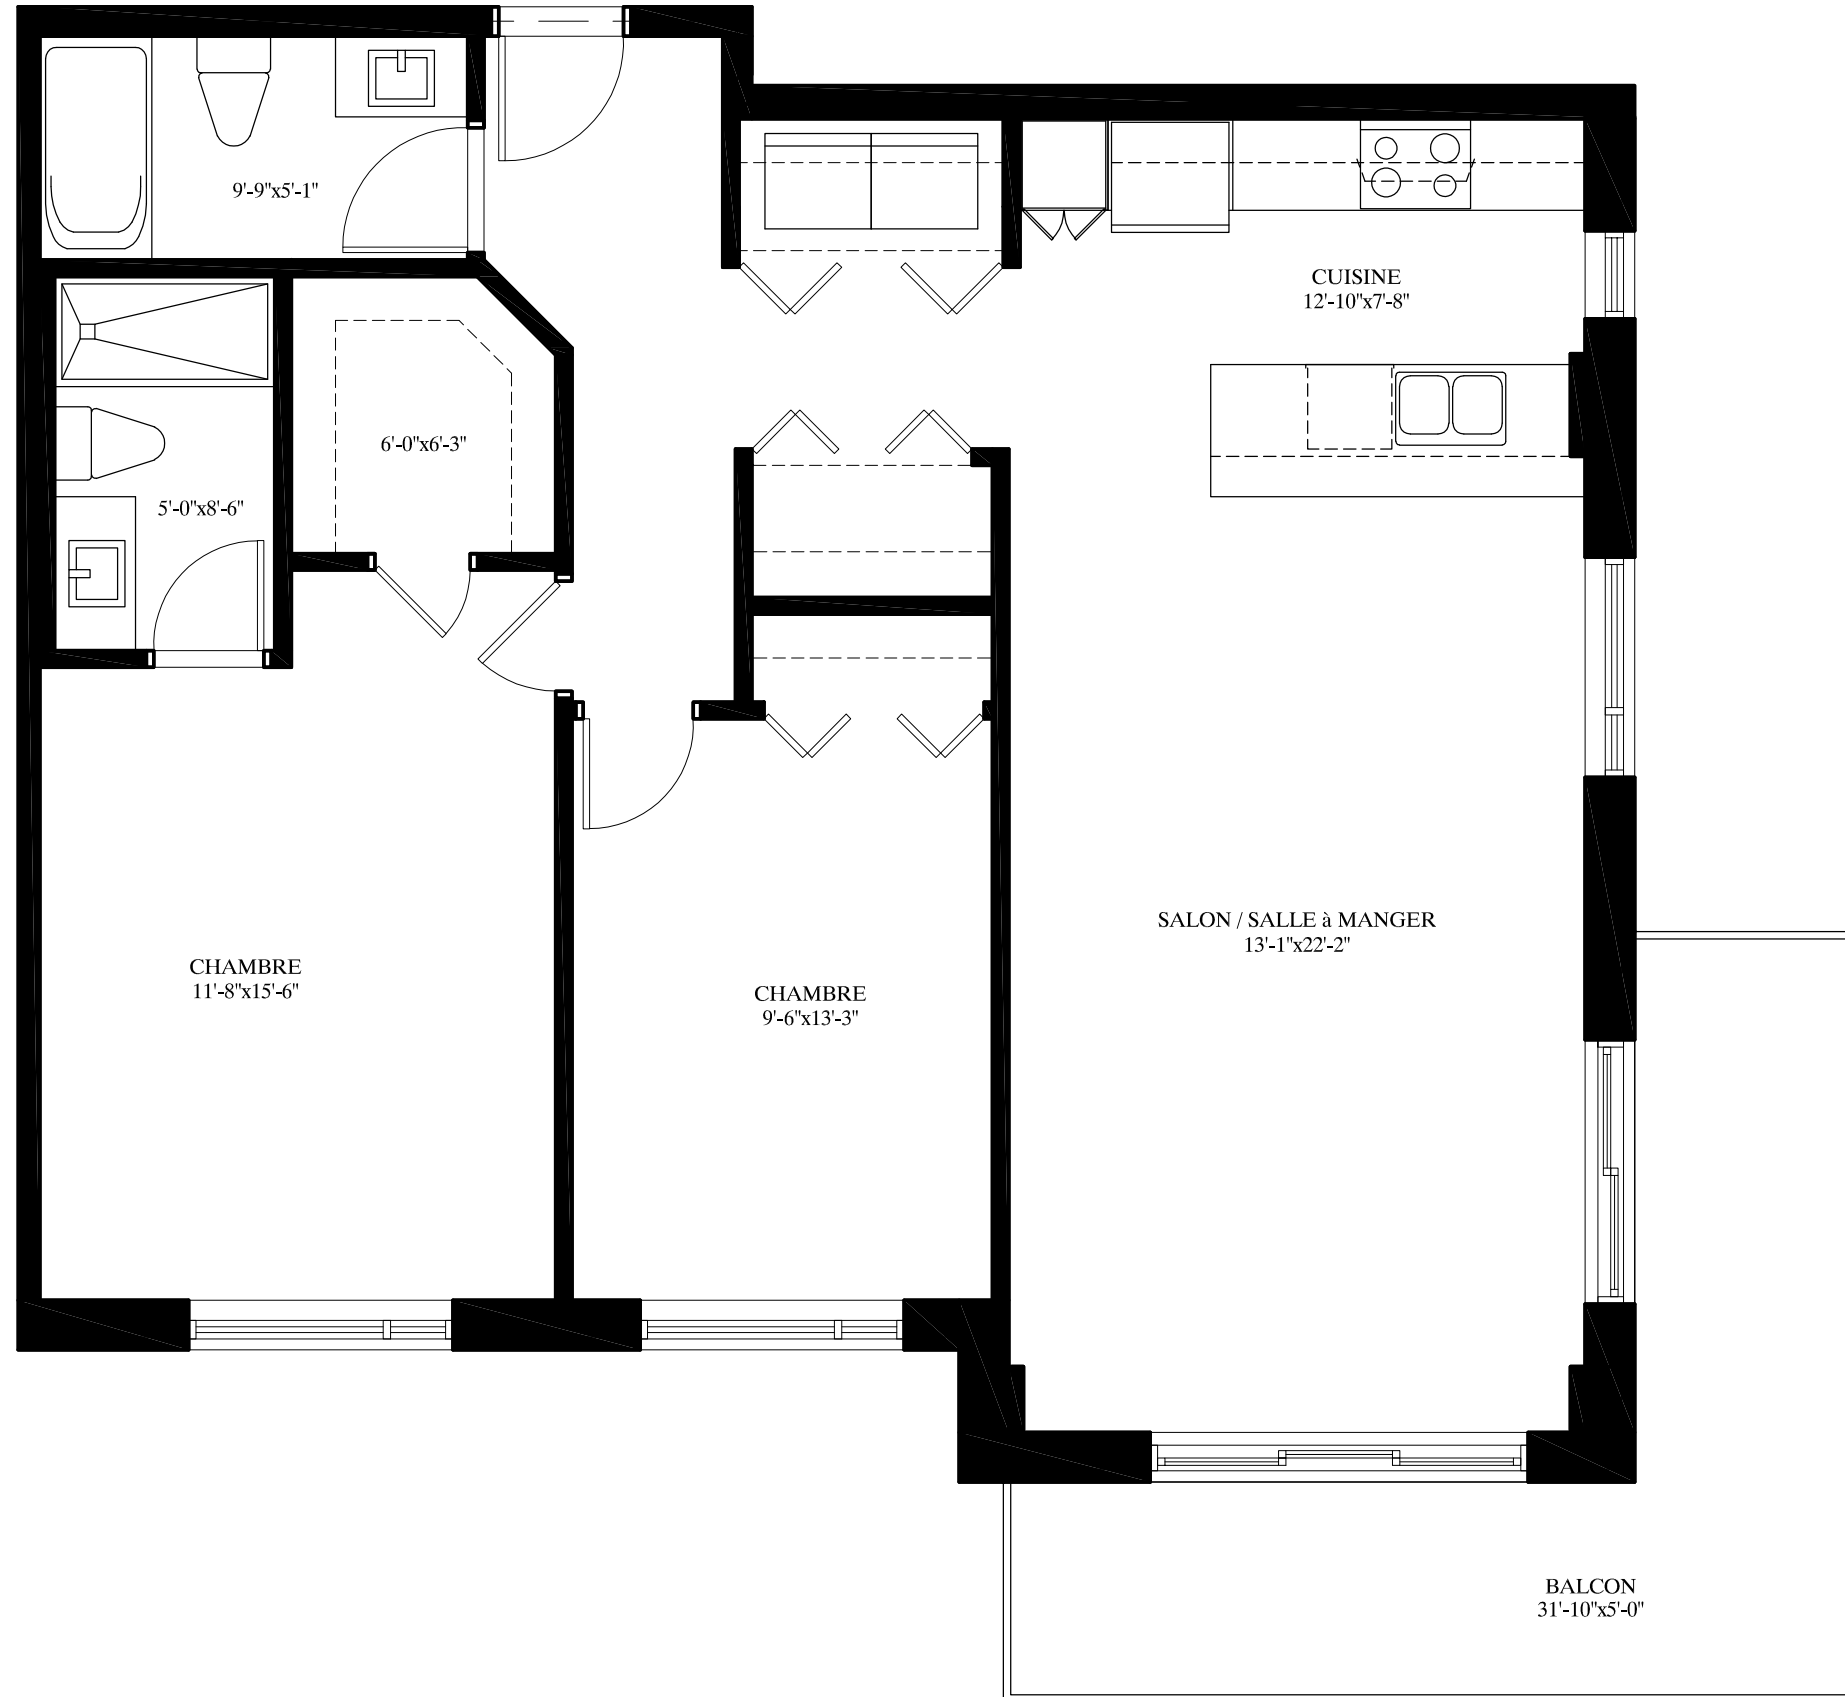 9'-9"x5'-1"
CUISINE
12'-10"x7'-8"
6'-0"x6'-3"
5'-0"x8'-6"
SALON / SALLE à MANGER
13'-1"x22'-2"
CHAMBRE
11'-8"x15'-6"
CHAMBRE
9'-6"x13'-3"
BALCON
31'-10"x5'-0"